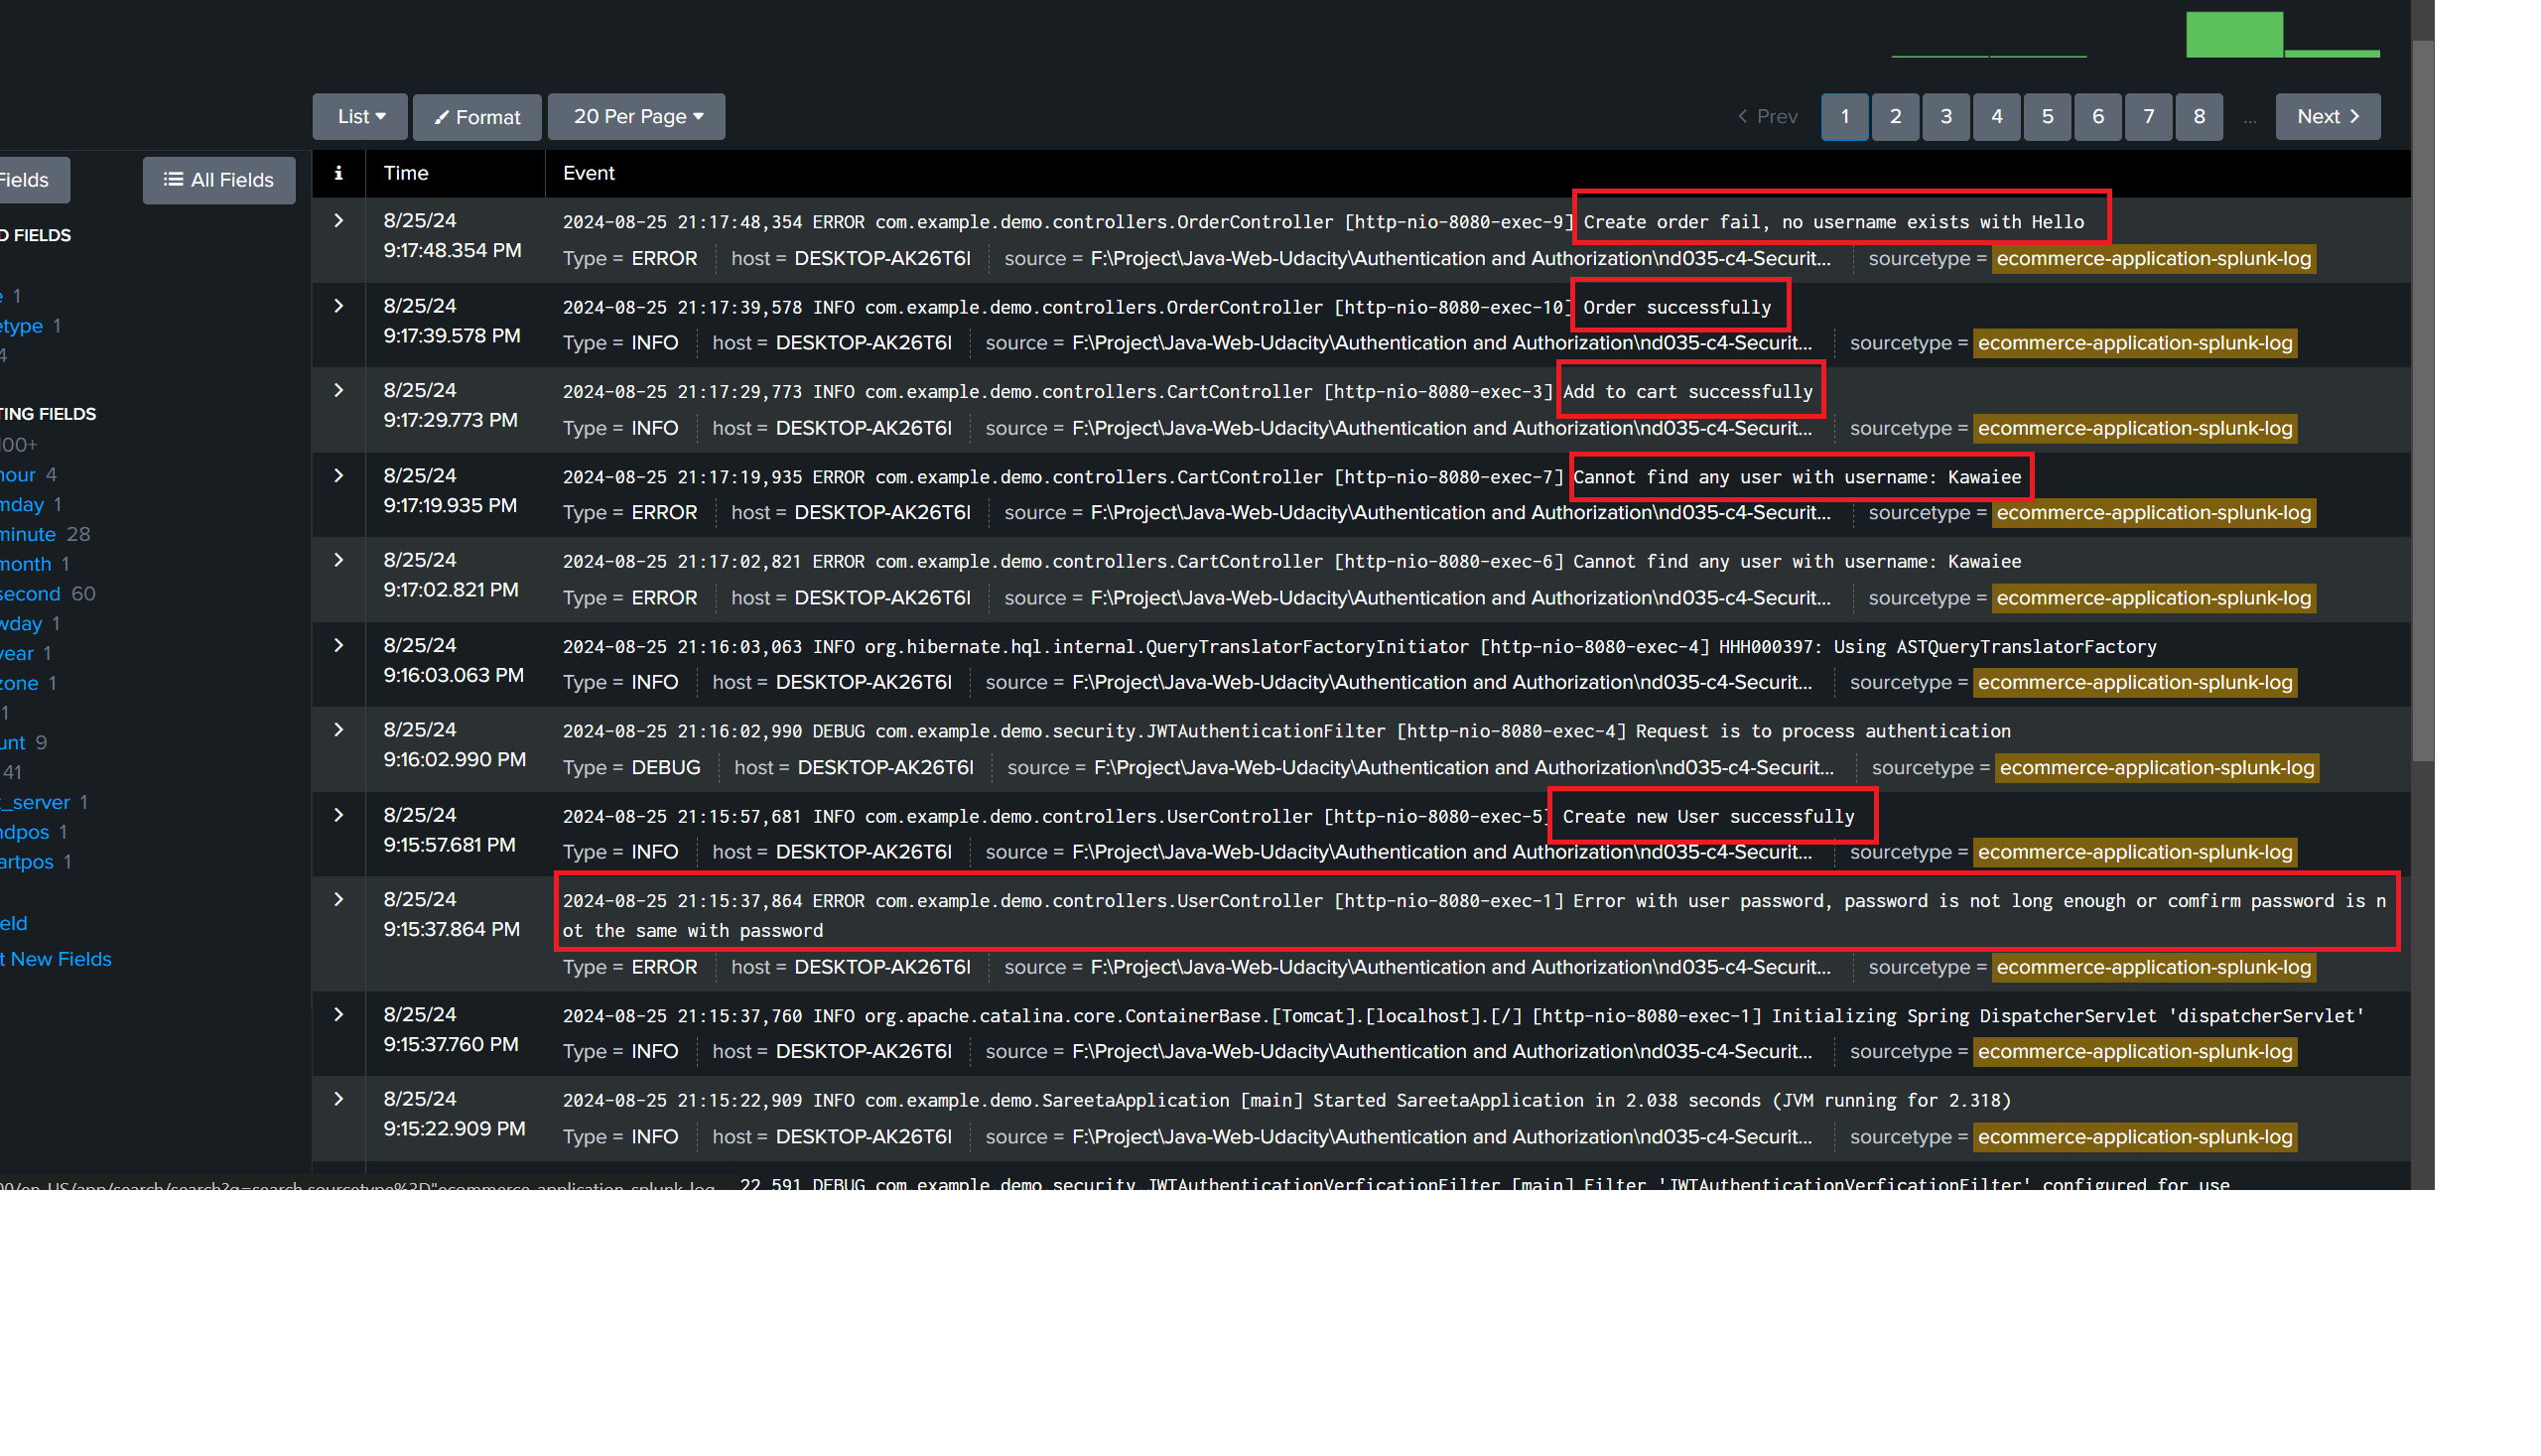 List Format 20 Per Page Prev 1 2 3 4 5 6 7 8 ... Next
Fields All Fields
i Time Event
D FIELDS
e 1
etype 1
4
TING FIELDS
100+
hour 4
mday 1
minute 28
month 1
second 60
wday 1
year 1
zone 1
1
unt 9
41
_server 1
ndpos 1
artpos 1
eld
t New Fields
8/25/24
9:17:48.354 PM
2024-08-25 21:17:48,354 ERROR com.example.demo.controllers.OrderController [http-nio-8080-exec-9] Create order fail, no username exists with Hello
Type = ERROR host = DESKTOP-AK26T6I source = F:\Project\Java-Web-Udacity\Authentication and Authorization\nd035-c4-Securit... sourcetype = ecommerce-application-splunk-log
8/25/24
9:17:39.578 PM
2024-08-25 21:17:39,578 INFO com.example.demo.controllers.OrderController [http-nio-8080-exec-10] Order successfully
Type = INFO host = DESKTOP-AK26T6I source = F:\Project\Java-Web-Udacity\Authentication and Authorization\nd035-c4-Securit... sourcetype = ecommerce-application-splunk-log
8/25/24
9:17:29.773 PM
2024-08-25 21:17:29,773 INFO com.example.demo.controllers.CartController [http-nio-8080-exec-3] Add to cart successfully
Type = INFO host = DESKTOP-AK26T6I source = F:\Project\Java-Web-Udacity\Authentication and Authorization\nd035-c4-Securit... sourcetype = ecommerce-application-splunk-log
8/25/24
9:17:19.935 PM
2024-08-25 21:17:19,935 ERROR com.example.demo.controllers.CartController [http-nio-8080-exec-7] Cannot find any user with username: Kawaiee
Type = ERROR host = DESKTOP-AK26T6I source = F:\Project\Java-Web-Udacity\Authentication and Authorization\nd035-c4-Securit... sourcetype = ecommerce-application-splunk-log
8/25/24
9:17:02.821 PM
2024-08-25 21:17:02,821 ERROR com.example.demo.controllers.CartController [http-nio-8080-exec-6] Cannot find any user with username: Kawaiee
Type = ERROR host = DESKTOP-AK26T6I source = F:\Project\Java-Web-Udacity\Authentication and Authorization\nd035-c4-Securit... sourcetype = ecommerce-application-splunk-log
8/25/24
9:16:03.063 PM
2024-08-25 21:16:03,063 INFO org.hibernate.hql.internal.QueryTranslatorFactoryInitiator [http-nio-8080-exec-4] HHH000397: Using ASTQueryTranslatorFactory
Type = INFO host = DESKTOP-AK26T6I source = F:\Project\Java-Web-Udacity\Authentication and Authorization\nd035-c4-Securit... sourcetype = ecommerce-application-splunk-log
8/25/24
9:16:02.990 PM
2024-08-25 21:16:02,990 DEBUG com.example.demo.security.JWTAuthenticationFilter [http-nio-8080-exec-4] Request is to process authentication
Type = DEBUG host = DESKTOP-AK26T6I source = F:\Project\Java-Web-Udacity\Authentication and Authorization\nd035-c4-Securit... sourcetype = ecommerce-application-splunk-log
8/25/24
9:15:57.681 PM
2024-08-25 21:15:57,681 INFO com.example.demo.controllers.UserController [http-nio-8080-exec-5] Create new User successfully
Type = INFO host = DESKTOP-AK26T6I source = F:\Project\Java-Web-Udacity\Authentication and Authorization\nd035-c4-Securit... sourcetype = ecommerce-application-splunk-log
8/25/24
9:15:37.864 PM
2024-08-25 21:15:37,864 ERROR com.example.demo.controllers.UserController [http-nio-8080-exec-1] Error with user password, password is not long enough or comfirm password is n
ot the same with password
Type = ERROR host = DESKTOP-AK26T6I source = F:\Project\Java-Web-Udacity\Authentication and Authorization\nd035-c4-Securit... sourcetype = ecommerce-application-splunk-log
8/25/24
9:15:37.760 PM
2024-08-25 21:15:37,760 INFO org.apache.catalina.core.ContainerBase.[Tomcat].[localhost].[/] [http-nio-8080-exec-1] Initializing Spring DispatcherServlet 'dispatcherServlet'
Type = INFO host = DESKTOP-AK26T6I source = F:\Project\Java-Web-Udacity\Authentication and Authorization\nd035-c4-Securit... sourcetype = ecommerce-application-splunk-log
8/25/24
9:15:22.909 PM
2024-08-25 21:15:22,909 INFO com.example.demo.SareetaApplication [main] Started SareetaApplication in 2.038 seconds (JVM running for 2.318)
Type = INFO host = DESKTOP-AK26T6I source = F:\Project\Java-Web-Udacity\Authentication and Authorization\nd035-c4-Securit... sourcetype = ecommerce-application-splunk-log
00/en-US/app/search/search?q=search sourcetype%3D"ecommerce-application-splunk-log 22,591 DEBUG com.example.demo.security.JWTAuthenticationVerficationFilter [main] Filter 'JWTAuthenticationVerficationFilter' configured for use